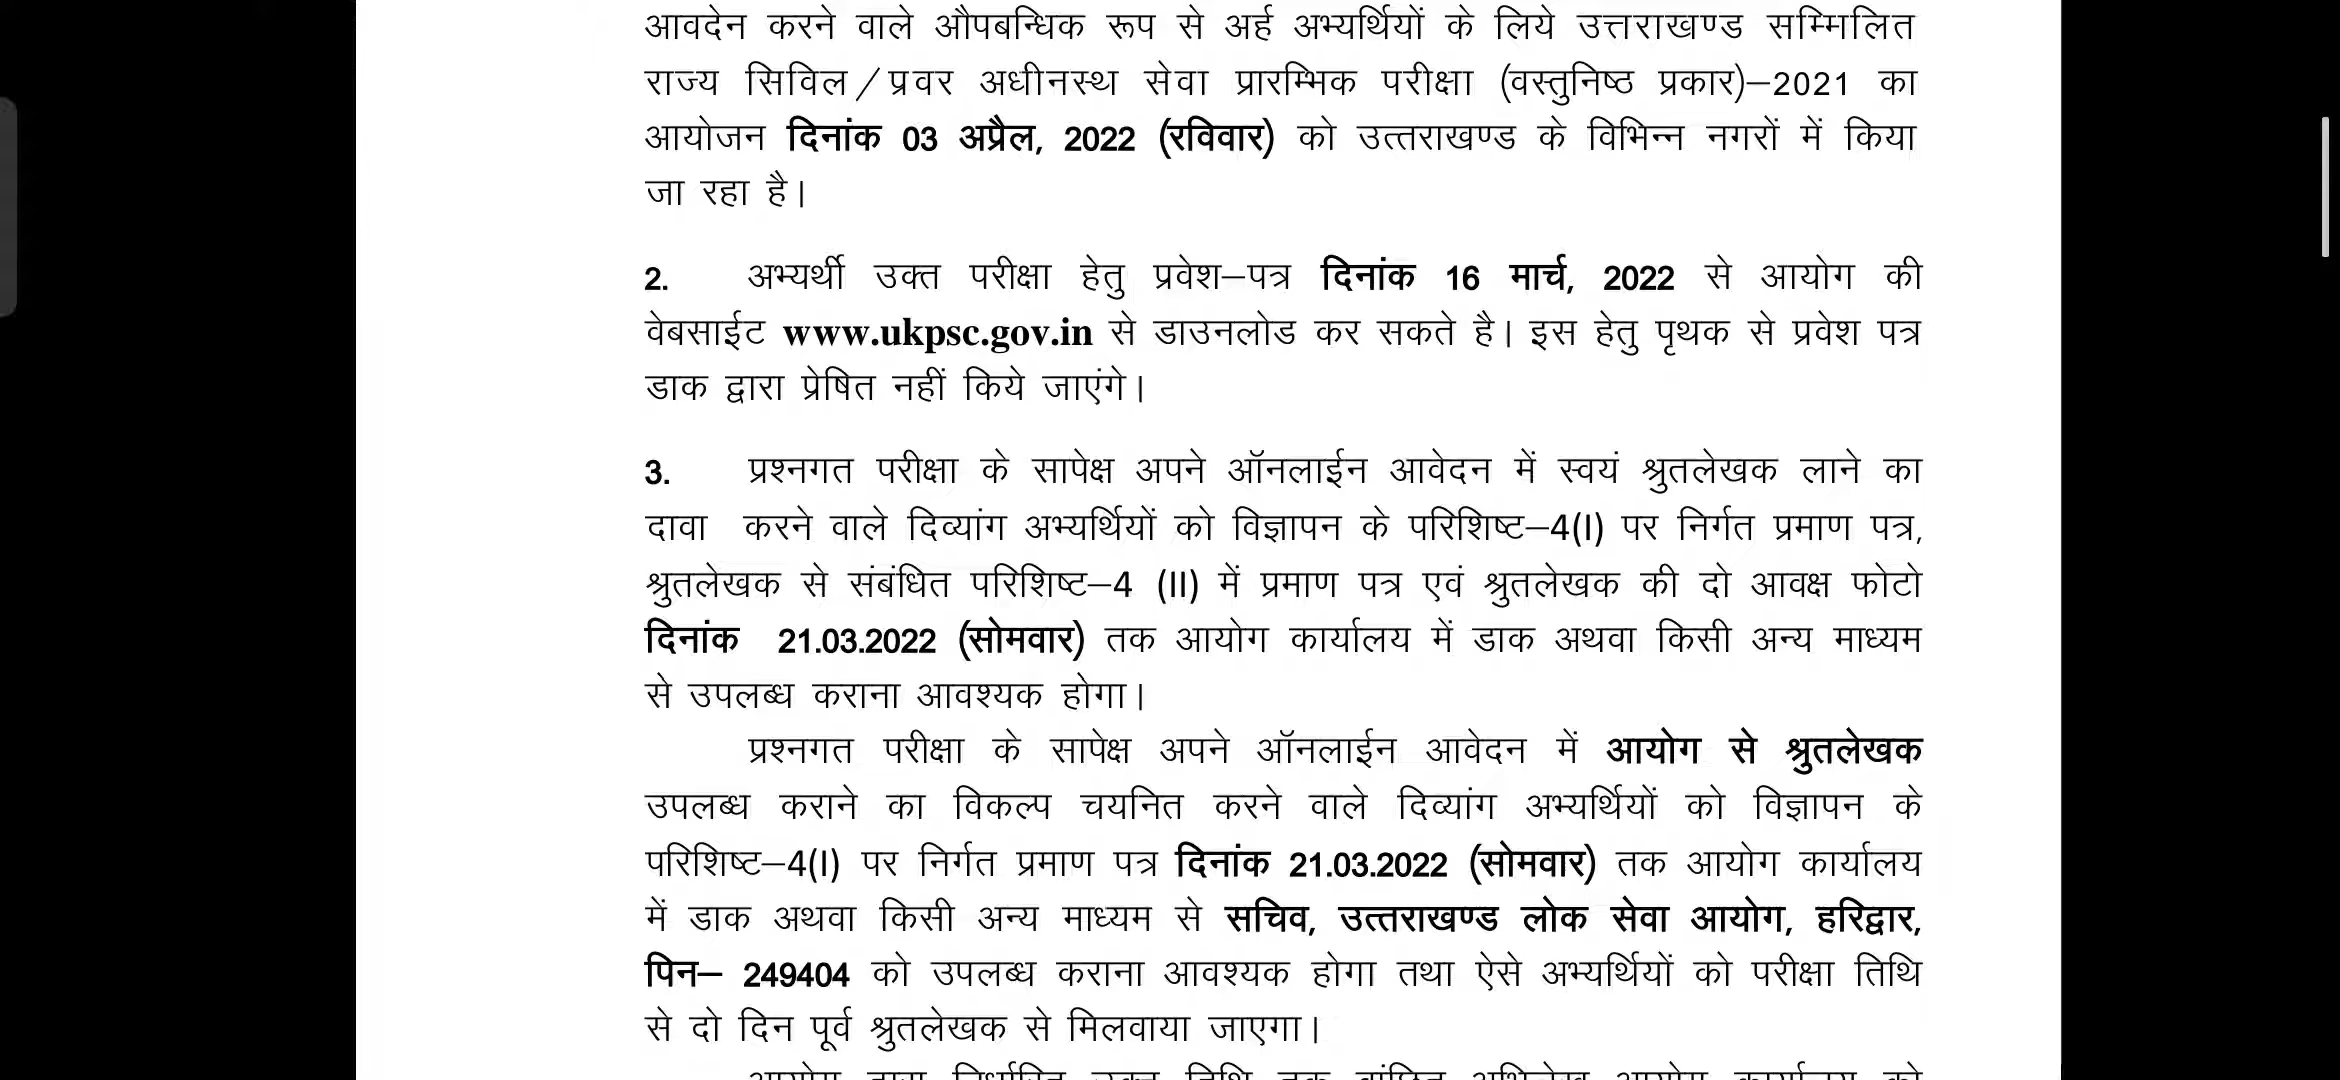 आवदेन करने वाले औपबन्धिक रूप से अर्ह अभ्यर्थियों के लिये उत्तराखण्ड सम्मिलित
राज्य सिविल/प्रवर अधीनस्थ सेवा प्रारम्भिक परीक्षा (वस्तुनिष्ठ प्रकार)–2021 का
आयोजन दिनांक 03 अप्रैल, 2022 (रविवार) को उत्तराखण्ड के विभिन्न नगरों में किया
जा रहा है।
2. अभ्यर्थी उक्त परीक्षा हेतु प्रवेश–पत्र दिनांक 16 मार्च, 2022 से आयोग की
वेबसाईट www.ukpsc.gov.in से डाउनलोड कर सकते है। इस हेतु पृथक से प्रवेश पत्र
डाक द्वारा प्रेषित नहीं किये जाएंगे।
3. प्रश्नगत परीक्षा के सापेक्ष अपने ऑनलाईन आवेदन में स्वयं श्रुतलेखक लाने का
दावा करने वाले दिव्यांग अभ्यर्थियों को विज्ञापन के परिशिष्ट–4(I) पर निर्गत प्रमाण पत्र,
श्रुतलेखक से संबंधित परिशिष्ट–4 (II) में प्रमाण पत्र एवं श्रुतलेखक की दो आवक्ष फोटो
दिनांक 21.03.2022 (सोमवार) तक आयोग कार्यालय में डाक अथवा किसी अन्य माध्यम
से उपलब्ध कराना आवश्यक होगा।
प्रश्नगत परीक्षा के सापेक्ष अपने ऑनलाईन आवेदन में आयोग से श्रुतलेखक
उपलब्ध कराने का विकल्प चयनित करने वाले दिव्यांग अभ्यर्थियों को विज्ञापन के
परिशिष्ट–4(I) पर निर्गत प्रमाण पत्र दिनांक 21.03.2022 (सोमवार) तक आयोग कार्यालय
में डाक अथवा किसी अन्य माध्यम से सचिव, उत्तराखण्ड लोक सेवा आयोग, हरिद्वार,
पिन– 249404 को उपलब्ध कराना आवश्यक होगा तथा ऐसे अभ्यर्थियों को परीक्षा तिथि
से दो दिन पूर्व श्रुतलेखक से मिलवाया जाएगा।
आयोग द्वारा निर्धारित उक्त तिथि तक वांछित अभिलेख आयोग कार्यालय को